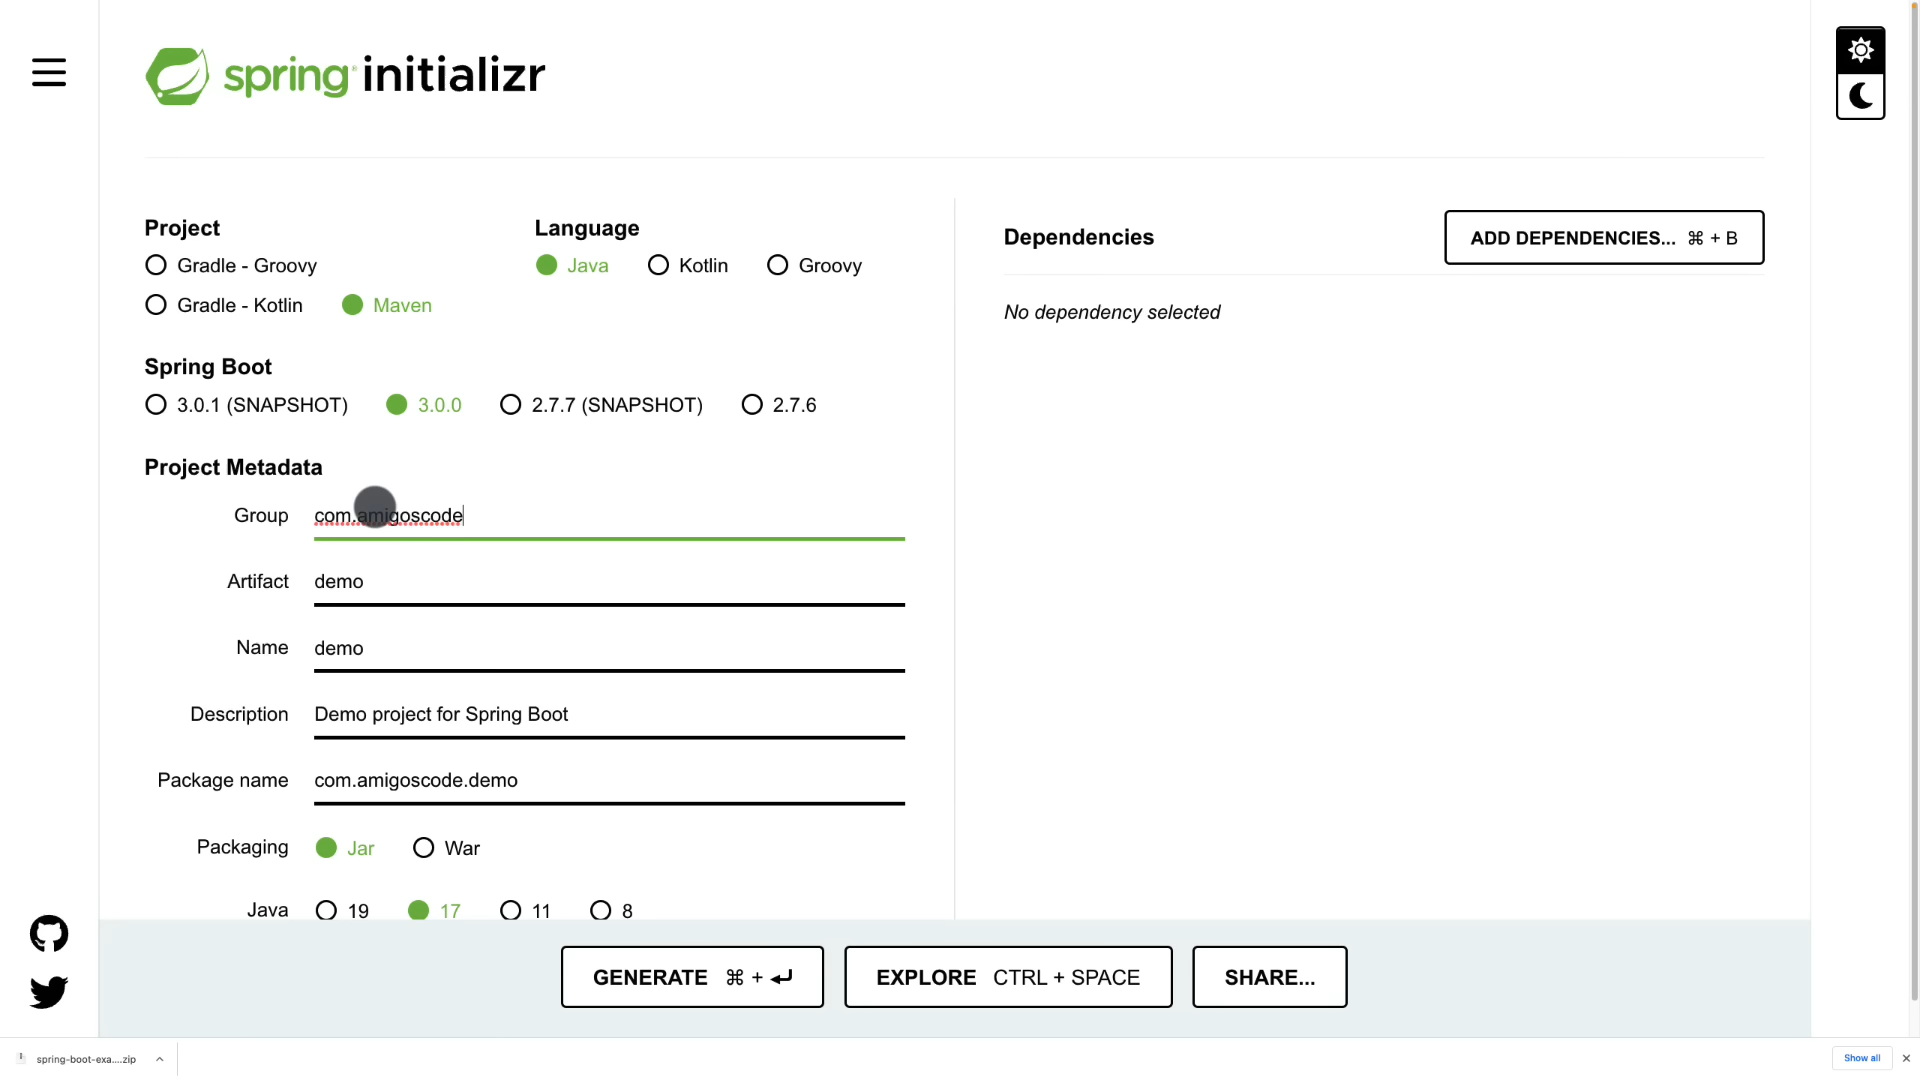 spring initializr
Project
Gradle - Groovy
Gradle - Kotlin
Maven
Language
Java
Kotlin
Groovy
Spring Boot
3.0.1 (SNAPSHOT)
3.0.0
2.7.7 (SNAPSHOT)
2.7.6
Project Metadata
Group
com.amigoscode
Artifact
demo
Name
demo
Description
Demo project for Spring Boot
Package name
com.amigoscode.demo
Packaging
Jar
War
Java
19
17
11
8
Dependencies
ADD DEPENDENCIES... ⌘ + B
No dependency selected
GENERATE ⌘ + ⏎
EXPLORE CTRL + SPACE
SHARE...
spring-boot-exa....zip
Show all